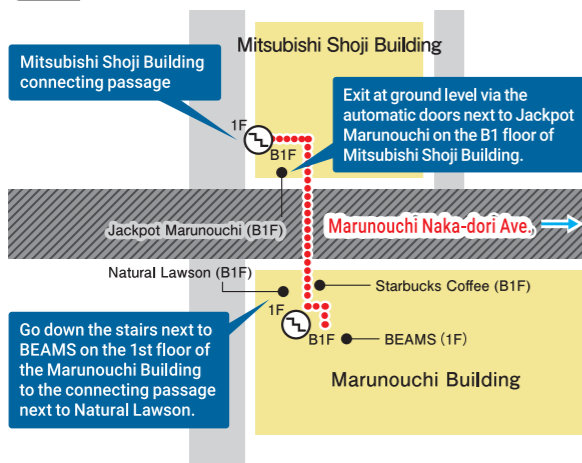 Mitsubishi Shoji Building
Mitsubishi Shoji Building
connecting passage
Exit at ground level via the
automatic doors next to Jackpot
Marunouchi on the B1 floor of
Mitsubishi Shoji Building.
1F
B1F
Jackpot Marunouchi (B1F)
Marunouchi Naka-dori Ave.
Natural Lawson (B1F)
Starbucks Coffee (B1F)
1F
B1F
BEAMS (1F)
Go down the stairs next to
BEAMS on the 1st floor of
the Marunouchi Building
to the connecting passage
next to Natural Lawson.
Marunouchi Building